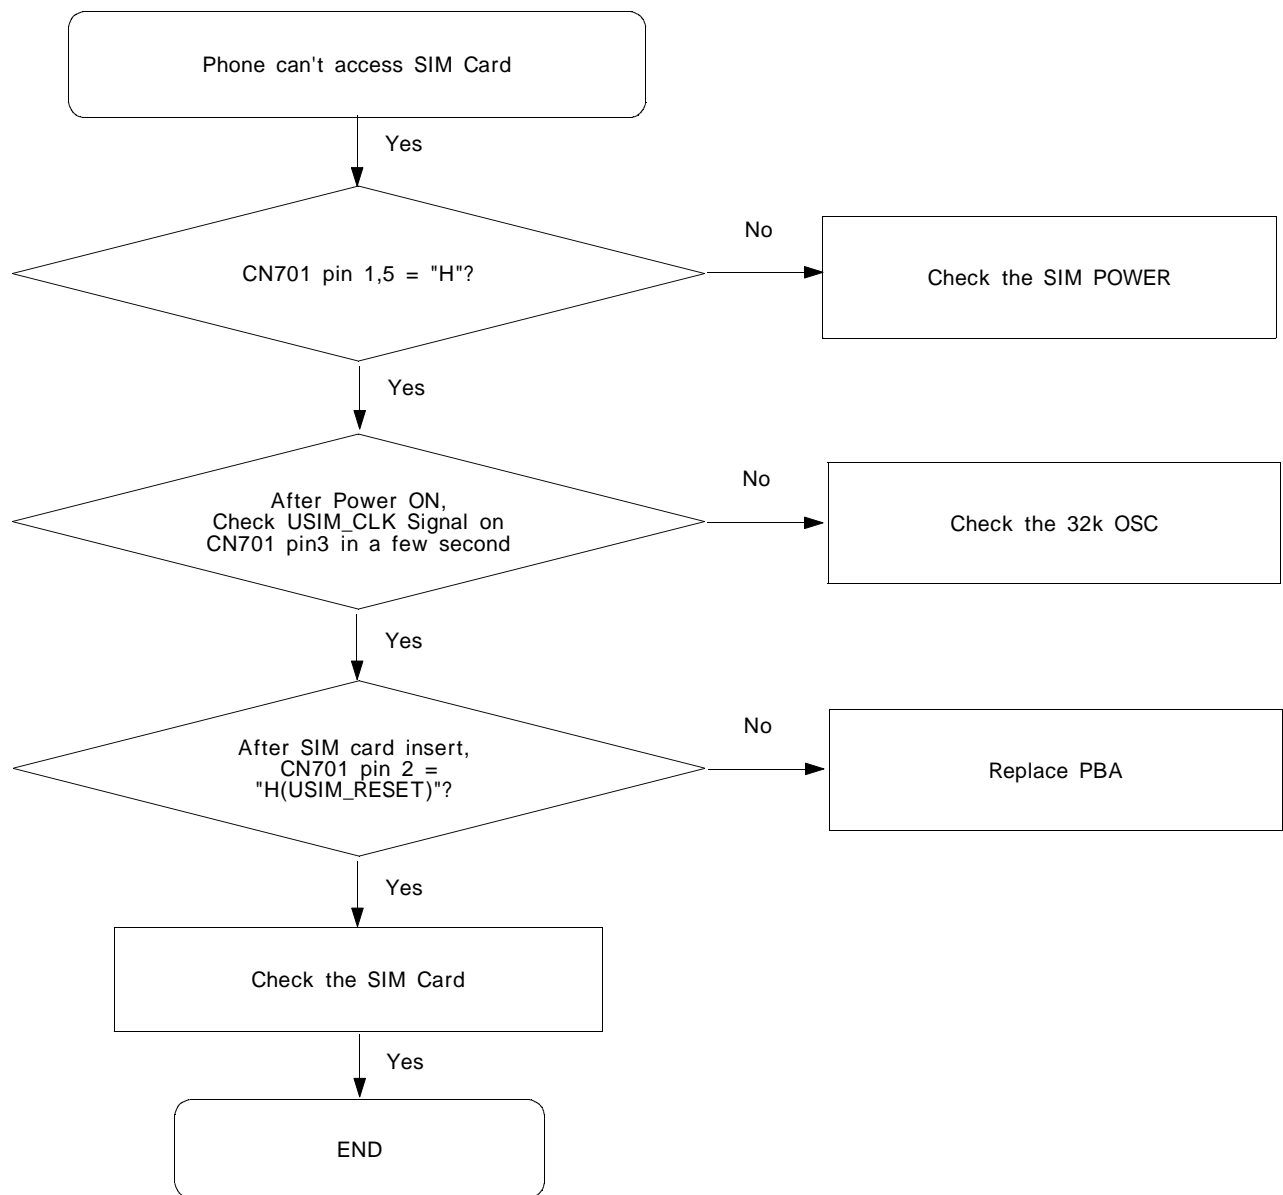 Phone can't access SIM Card
Yes
CN701 pin 1,5 = "H"?
No
Check the SIM POWER
Yes
After Power ON,
Check USIM_CLK Signal on
CN701 pin3 in a few second
No
Check the 32k OSC
Yes
After SIM card insert,
CN701 pin 2 =
"H(USIM_RESET)"?
No
Replace PBA
Yes
Check the SIM Card
Yes
END